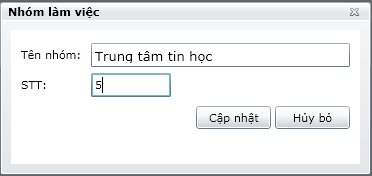 Nhóm làm việc
Tên nhóm: Trung tâm tin học
STT: 5
Cập nhật Hủy bỏ